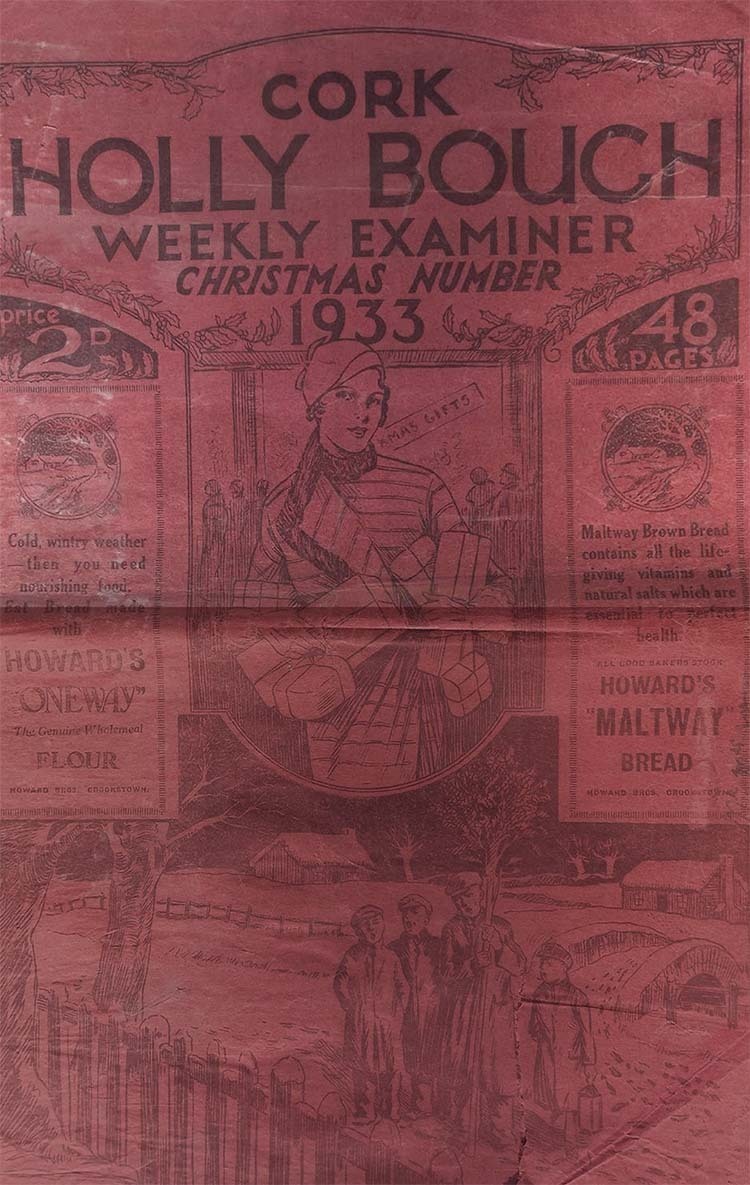 CORK
HOLLY BOUGH
WEEKLY EXAMINER
CHRISTMAS NUMBER
1933
price
2D
48
PAGES
XMAS GIFTS
Cold, wintry weather
—then you need
nourishing food.
Eat Bread made
with
HOWARD'S
"ONEWAY"
The Genuine Wholemeal
FLOUR
HOWARD BROS. CROOKSTOWN.
Maltway Brown Bread
contains all the life-
giving vitamins and
natural salts which are
essential to perfect
health.
ALL GOOD BAKERS STOCK
HOWARD'S
"MALTWAY"
BREAD
HOWARD BROS. CROOKSTOWN